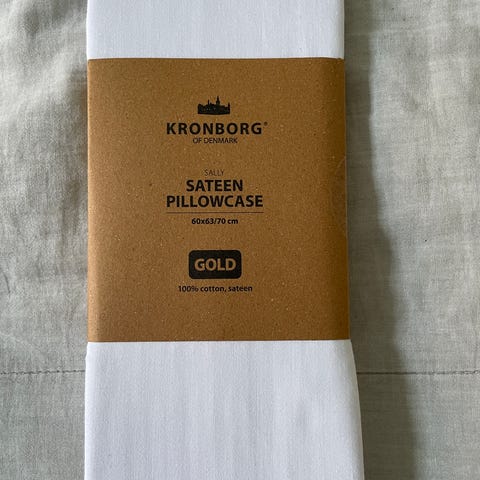 KRONBORG®
OF DENMARK
SALLY
SATEEN
PILLOWCASE
60x63/70 cm
GOLD
100% cotton, sateen